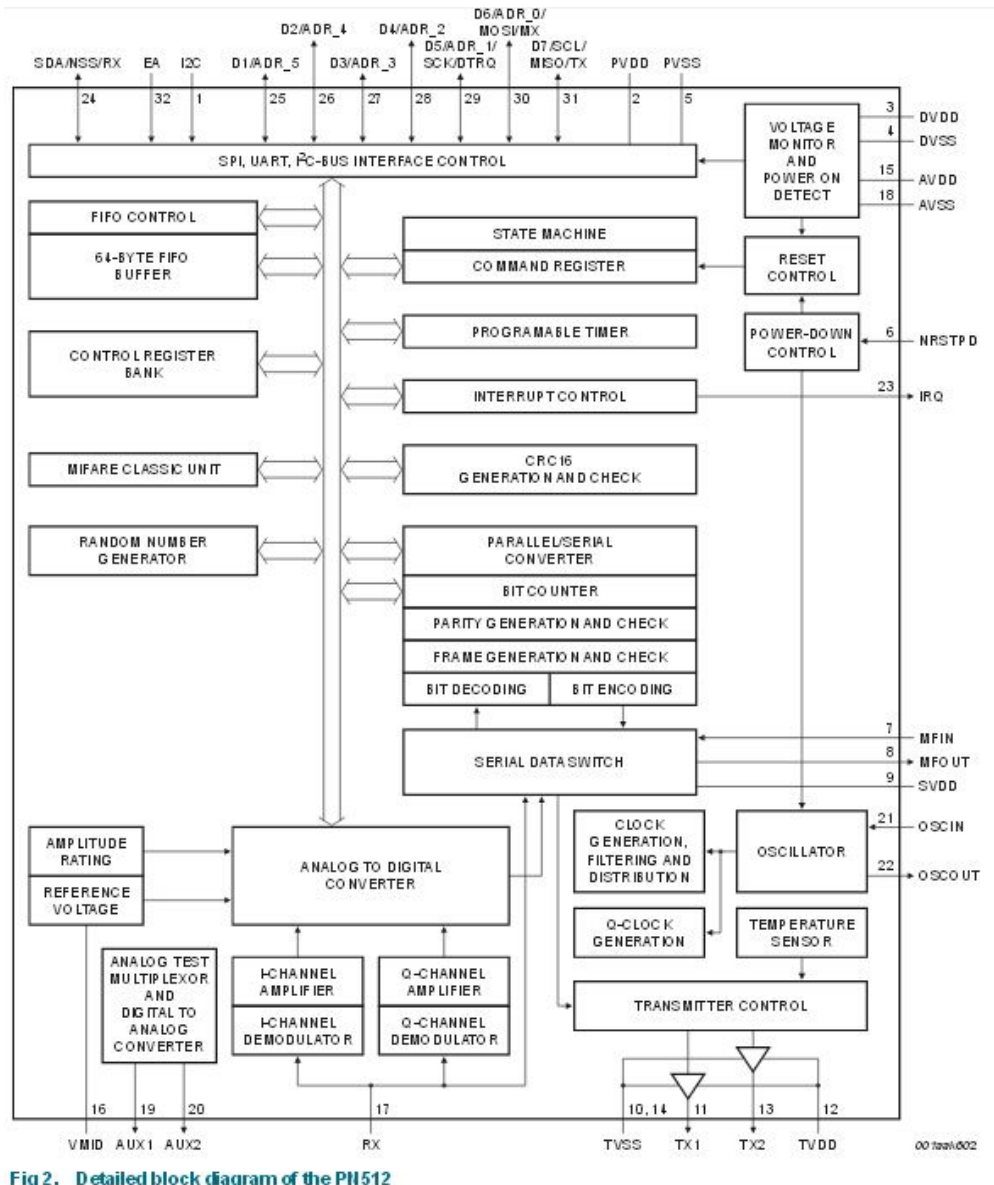 D6/ADR_0/
D2/ADR_4 D4/ADR_2 MOSI/MX
D5/ADR_1/ D7/SCL/
SDA/NSS/RX EA I2C D1/ADR_5 D3/ADR_3 SCK/DTRQ MISO/TX PVDD PVSS
24 32 1 25 26 27 28 29 30 31 2 5
3 DVDD
4 DVSS
15 AVDD
18 AVSS
VOLTAGE
MONITOR
AND
POWER ON
DETECT
SPI, UART, I2C-BUS INTERFACE CONTROL
FIFO CONTROL
64-BYTE FIFO
BUFFER
STATE MACHINE
COMMAND REGISTER
RESET
CONTROL
PROGRAMABLE TIMER
POWER-DOWN
CONTROL
6 NRSTPD
CONTROL REGISTER
BANK
INTERRUPT CONTROL
23 IRQ
MIFARE CLASSIC UNIT
CRC16
GENERATION AND CHECK
RANDOM NUMBER
GENERATOR
PARALLEL/SERIAL
CONVERTER
BIT COUNTER
PARITY GENERATION AND CHECK
FRAME GENERATION AND CHECK
BIT DECODING BIT ENCODING
SERIAL DATA SWITCH
7 MFIN
8 MFOUT
9 SVDD
AMPLITUDE
RATING
REFERENCE
VOLTAGE
ANALOG TO DIGITAL
CONVERTER
CLOCK
GENERATION,
FILTERING AND
DISTRIBUTION
OSCILLATOR
21 OSCIN
22 OSCOUT
Q-CLOCK
GENERATION
TEMPERATURE
SENSOR
ANALOG TEST
MULTIPLEXOR
AND
DIGITAL TO
ANALOG
CONVERTER
I-CHANNEL
AMPLIFIER
I-CHANNEL
DEMODULATOR
Q-CHANNEL
AMPLIFIER
Q-CHANNEL
DEMODULATOR
TRANSMITTER CONTROL
16 19 20 17 10, 14 11 13 12
VMID AUX1 AUX2 RX TVSS TX1 TX2 TVDD
001aak602
Fig 2. Detailed block diagram of the PN512